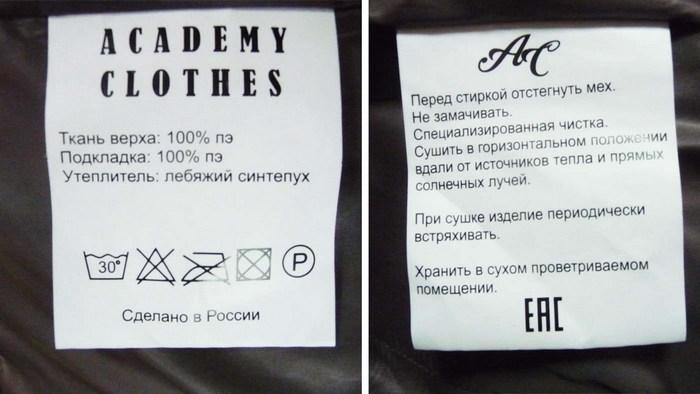 ACADEMY
CLOTHES
Ткань верха: 100% пэ
Подкладка: 100% пэ
Утеплитель: лебяжий синтепух
30°
P
Сделано в России
AC
Перед стиркой отстегнуть мех.
Не замачивать.
Специализированная чистка.
Сушить в горизонтальном положении
вдали от источников тепла и прямых
солнечных лучей.
При сушке изделие периодически
встряхивать.
Хранить в сухом проветриваемом
помещении.
EAC